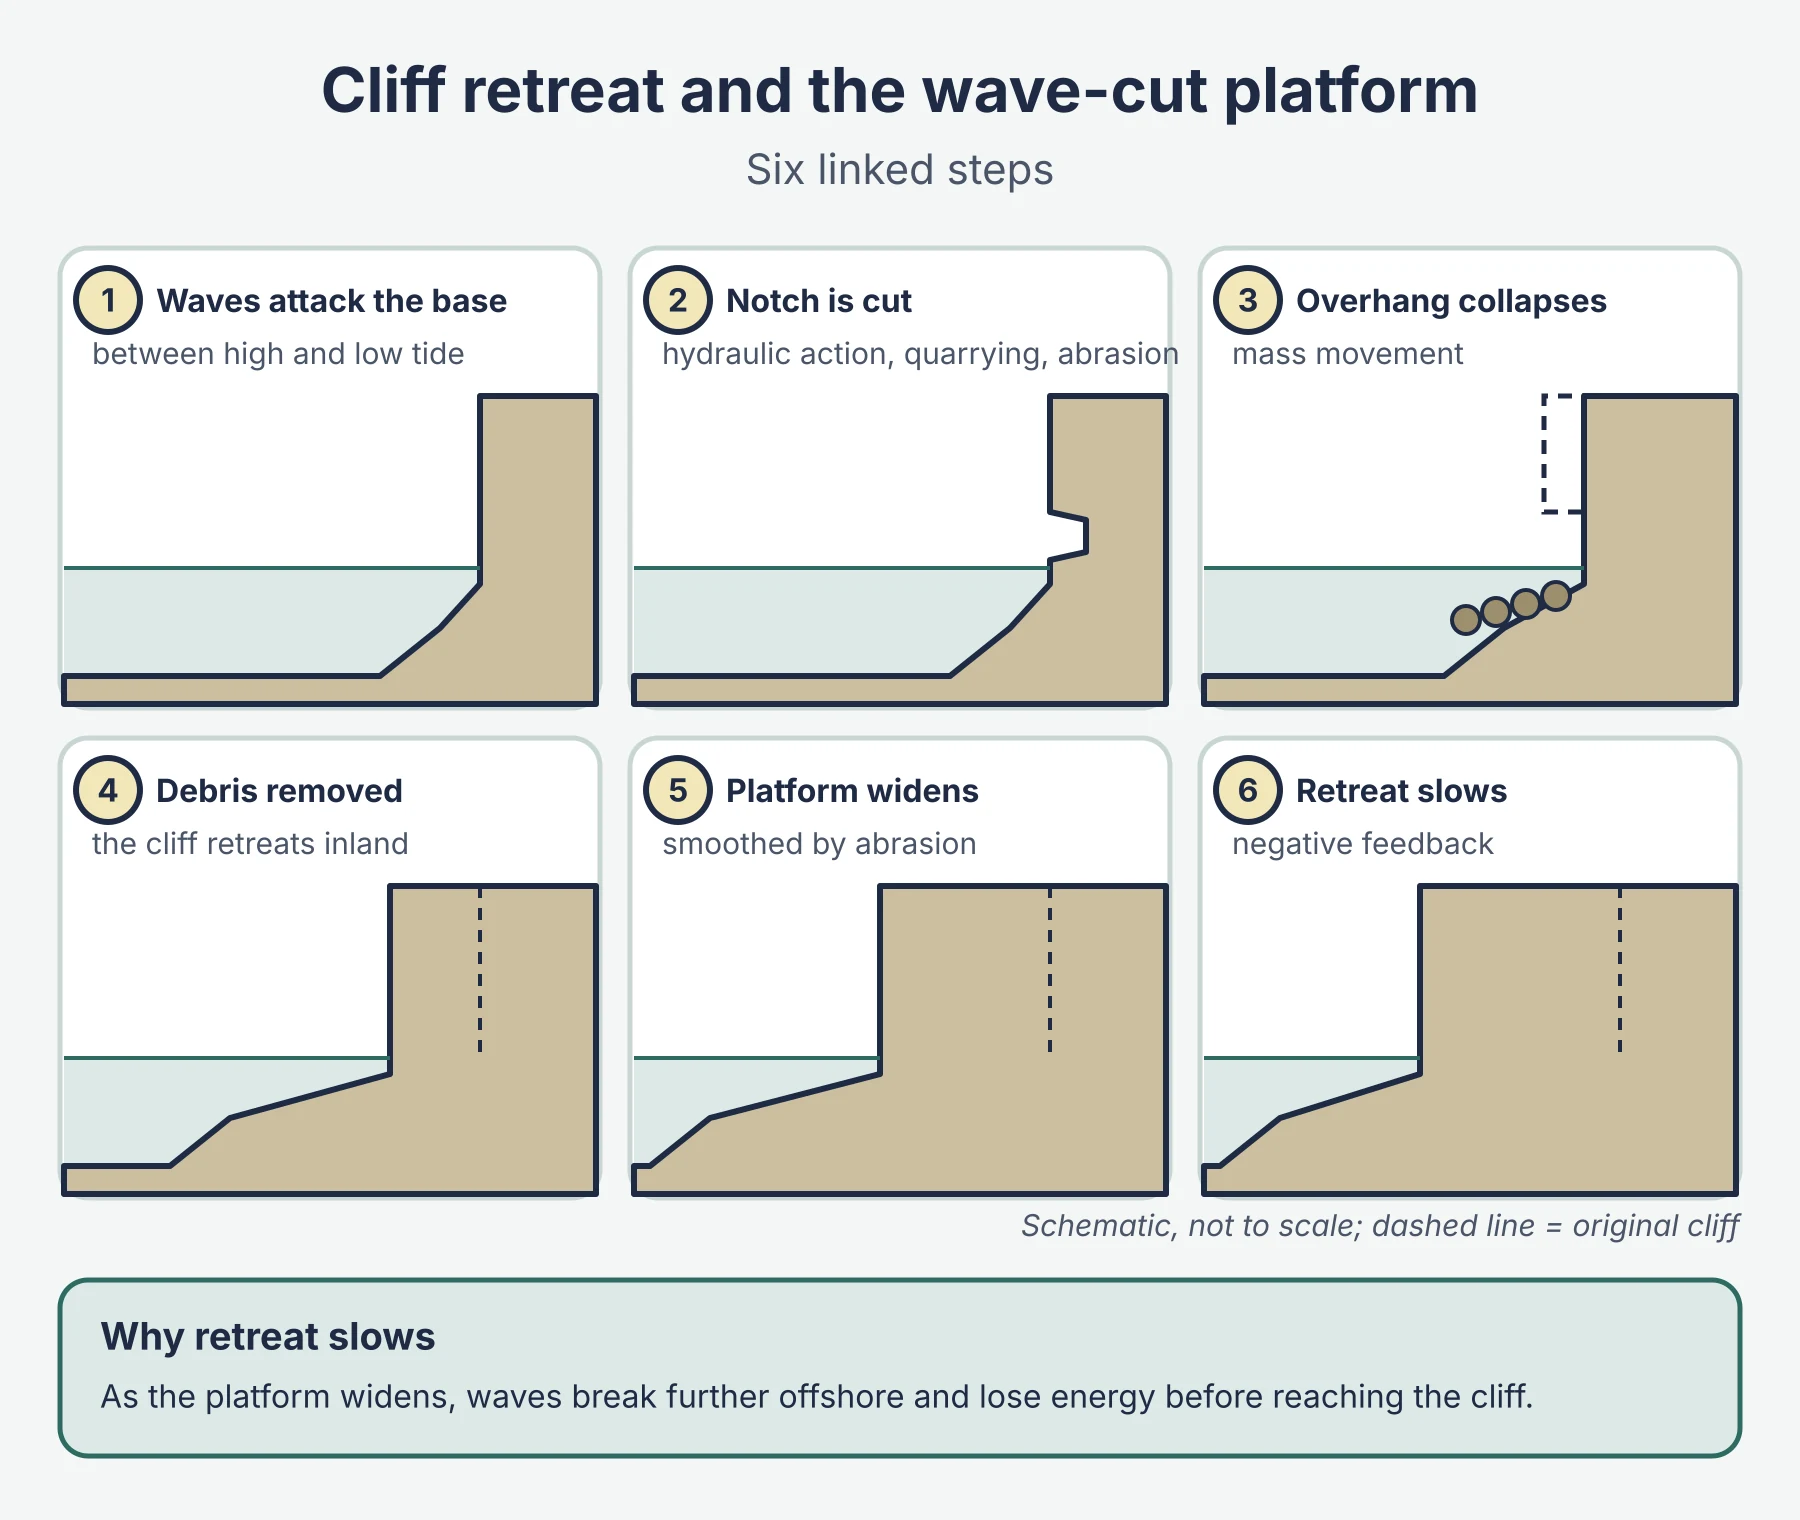 Cliff retreat and the wave-cut platform
Six linked steps
1 Waves attack the base
between high and low tide
2 Notch is cut
hydraulic action, quarrying, abrasion
3 Overhang collapses
mass movement
4 Debris removed
the cliff retreats inland
5 Platform widens
smoothed by abrasion
6 Retreat slows
negative feedback
Schematic, not to scale; dashed line = original cliff
Why retreat slows
As the platform widens, waves break further offshore and lose energy before reaching the cliff.